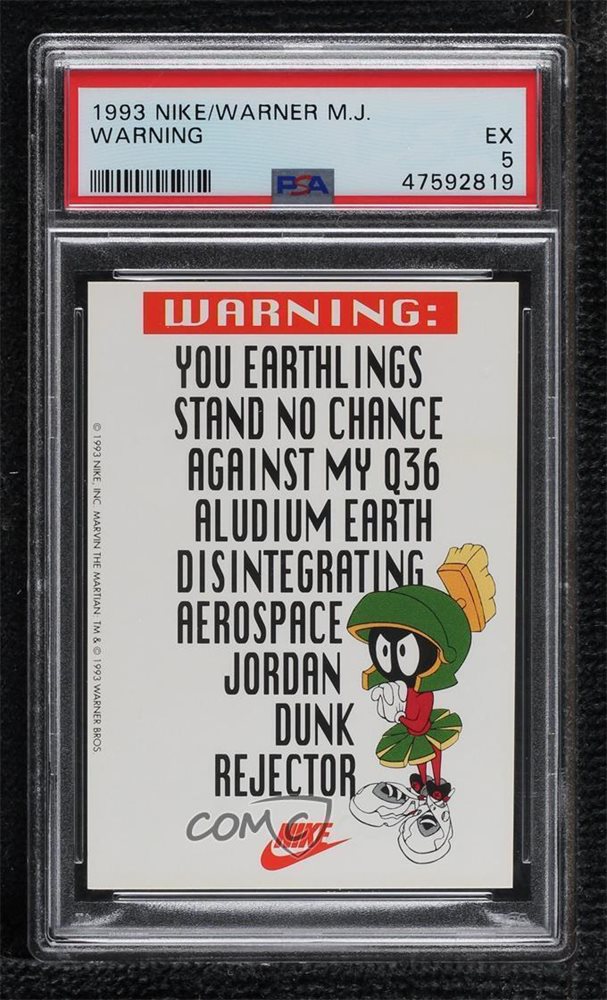 1993 NIKE/WARNER M.J.
WARNING
EX
5
PSA
47592819
WARNING:
YOU EARTHLINGS
STAND NO CHANCE
AGAINST MY Q36
ALUDIUM EARTH
DISINTEGRATING
AEROSPACE
JORDAN
DUNK
REJECTOR
© 1993 NIKE, INC. MARVIN THE MARTIAN TM & © 1993 WARNER BROS
COMC
NIKE